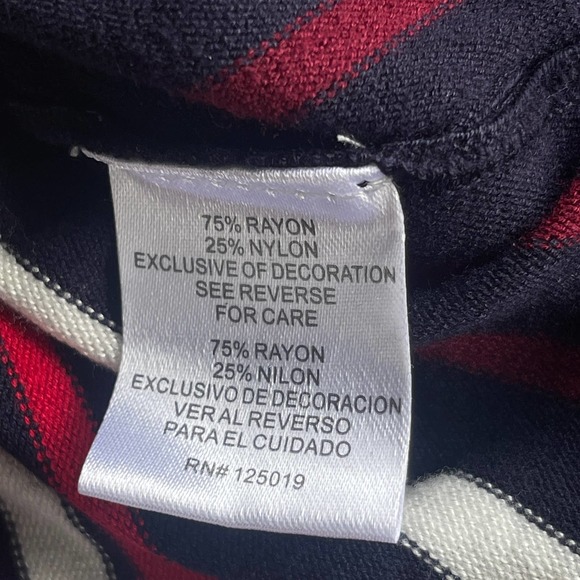 75% RAYON
25% NYLON
EXCLUSIVE OF DECORATION
SEE REVERSE
FOR CARE
75% RAYON
25% NILON
EXCLUSIVO DE DECORACION
VER AL REVERSO
PARA EL CUIDADO
RN# 125019